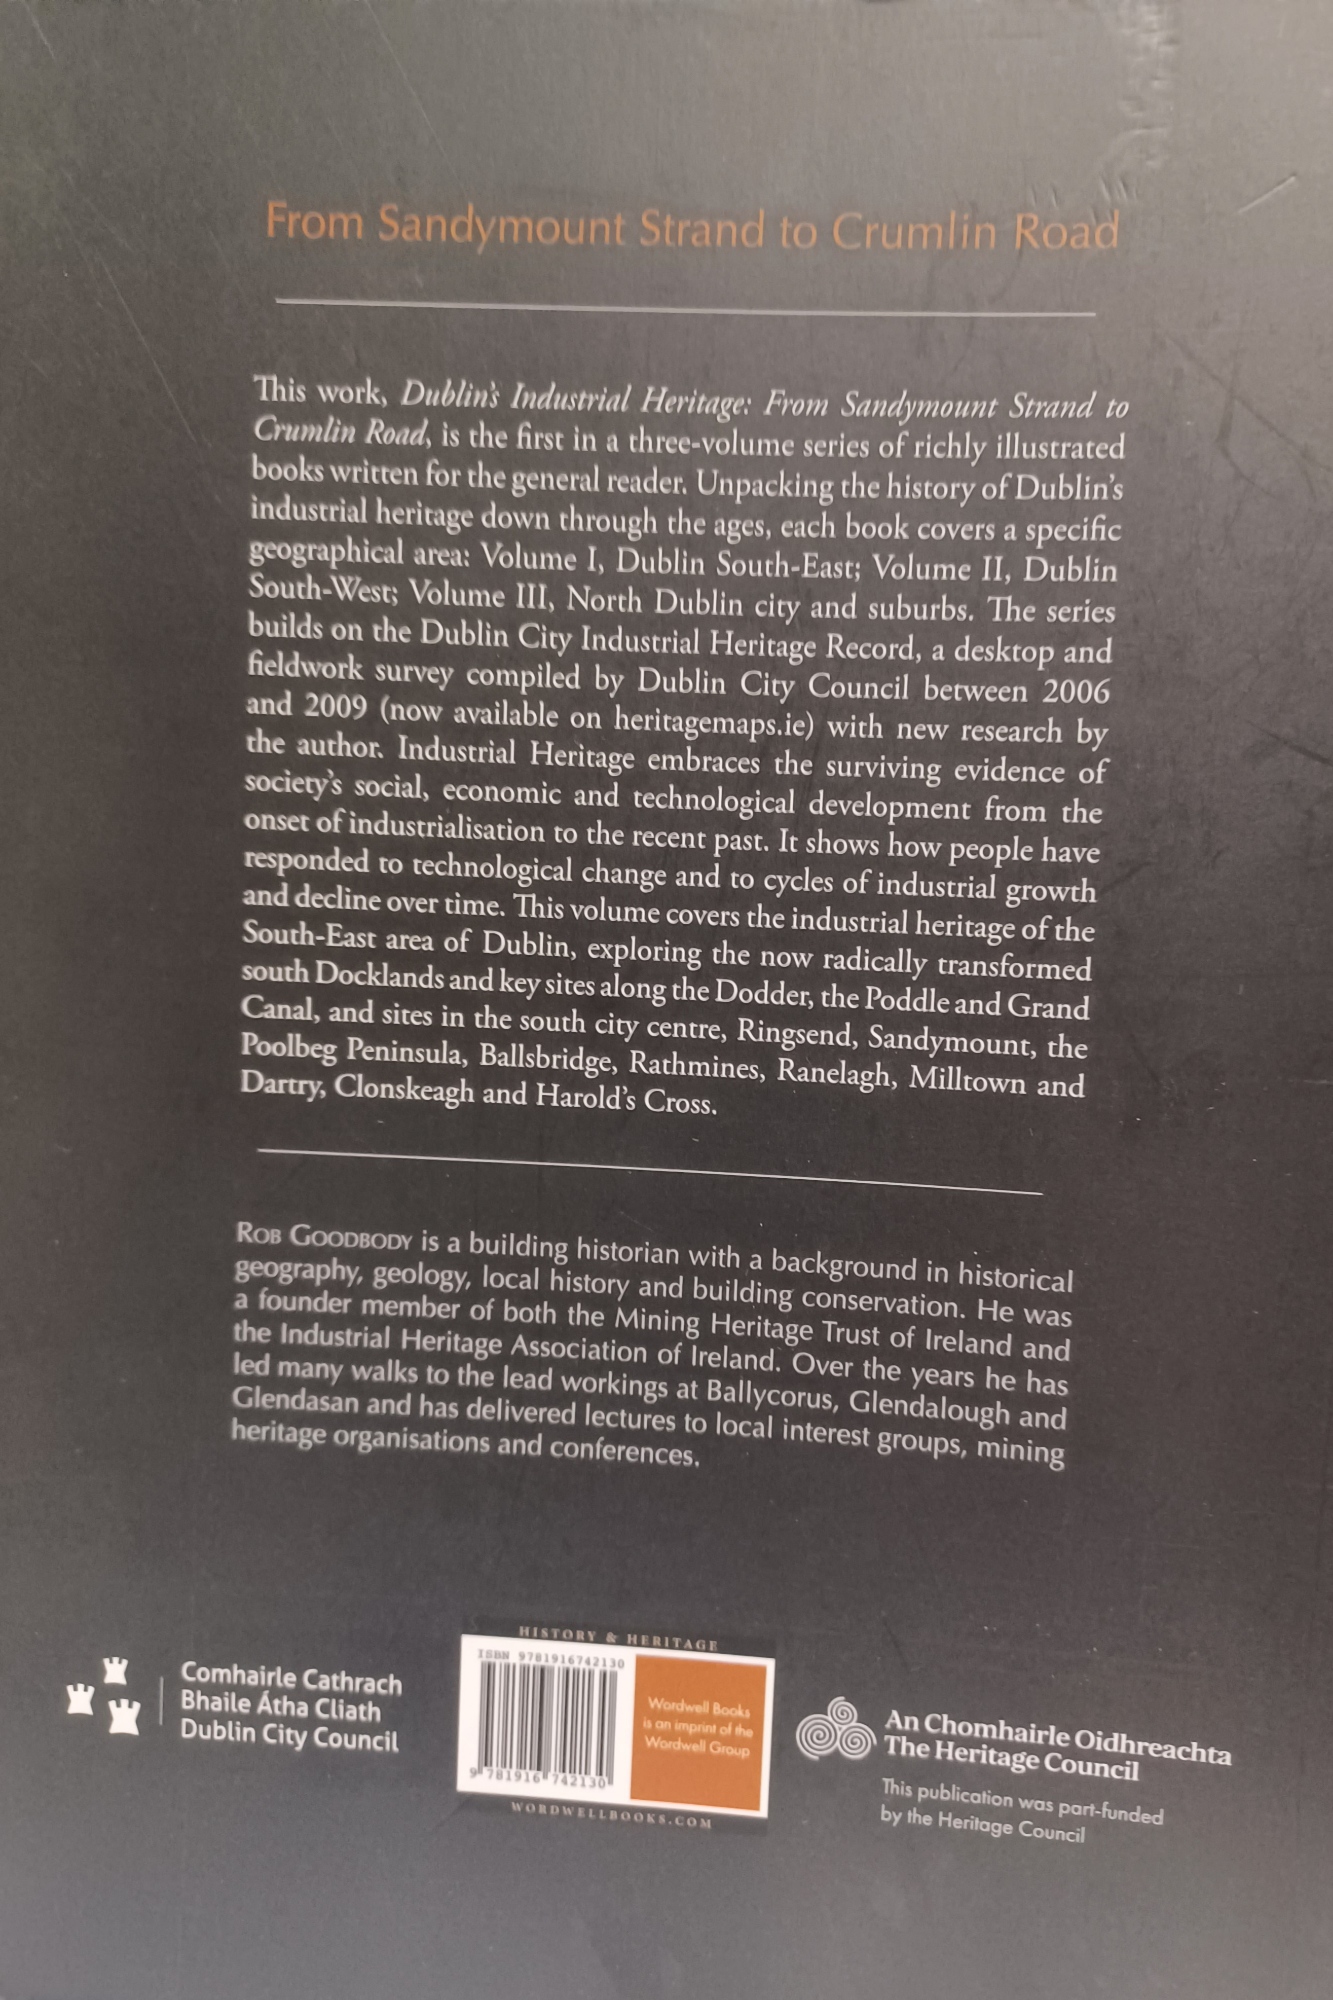 From Sandymount Strand to Crumlin Road
This work, Dublin's Industrial Heritage: From Sandymount Strand to
Crumlin Road, is the first in a three-volume series of richly illustrated
books written for the general reader. Unpacking the history of Dublin's
industrial heritage down through the ages, each book covers a specific
geographical area: Volume I, Dublin South-East; Volume II, Dublin
South-West; Volume III, North Dublin city and suburbs. The series
builds on the Dublin City Industrial Heritage Record, a desktop and
fieldwork survey compiled by Dublin City Council between 2006
and 2009 (now available on heritagemaps.ie) with new research by
the author. Industrial Heritage embraces the surviving evidence of
society's social, economic and technological development from the
onset of industrialisation to the recent past. It shows how people have
responded to technological change and to cycles of industrial growth
and decline over time. This volume covers the industrial heritage of the
South-East area of Dublin, exploring the now radically transformed
south Docklands and key sites along the Dodder, the Poddle and Grand
Canal, and sites in the south city centre, Ringsend, Sandymount, the
Poolbeg Peninsula, Ballsbridge, Rathmines, Ranelagh, Milltown and
Dartry, Clonskeagh and Harold's Cross.
ROB GOODBODY is a building historian with a background in historical
geography, geology, local history and building conservation. He was
a founder member of both the Mining Heritage Trust of Ireland and
the Industrial Heritage Association of Ireland. Over the years he has
led many walks to the lead workings at Ballycorus, Glendalough and
Glendasan and has delivered lectures to local interest groups, mining
heritage organisations and conferences.
Comhairle Cathrach
Bhaile Átha Cliath
Dublin City Council
HISTORY & HERITAGE
ISBN 9781916742130
9 781916 742130
Wordwell Books
is an imprint of the
Wordwell Group
WORDWELLBOOKS.COM
An Chomhairle Oidhreachta
The Heritage Council
This publication was part-funded
by the Heritage Council